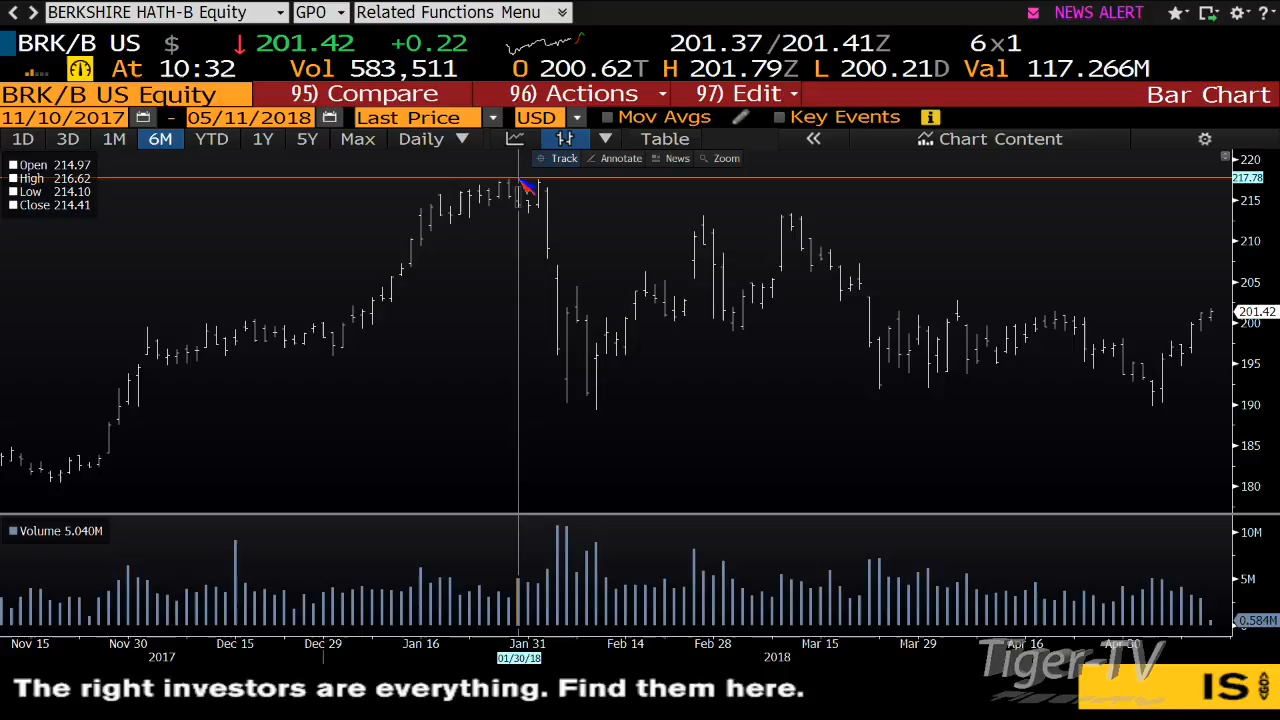 BERKSHIRE HATH-B Equity GPO Related Functions Menu NEWS ALERT ?
BRK/B US $ 201.42 +0.22 201.37/201.41Z 6x1
At 10:32 Vol 583,511 O 200.62T H 201.79Z L 200.21D Val 117.266M
BRK/B US Equity 95) Compare 96) Actions 97) Edit Bar Chart
11/10/2017 - 05/11/2018 Last Price USD Mov Avgs Key Events
1D 3D 1M 6M YTD 1Y 5Y Max Daily Table Chart Content
Track Annotate News Zoom
Open 214.97
High 216.62
Low 214.10
Close 214.41
220
217.78
215
210
205
201.42
200
195
190
185
180
Volume 5.040M
10M
5M
0.584M
Nov 15 Nov 30 Dec 15 Dec 29 Jan 16 Jan 31 Feb 14 Feb 28 Mar 15 Mar 29 Apr 16 Apr 30
2017 01/30/18 2018
Tiger-TV
The right investors are everything. Find them here. IS